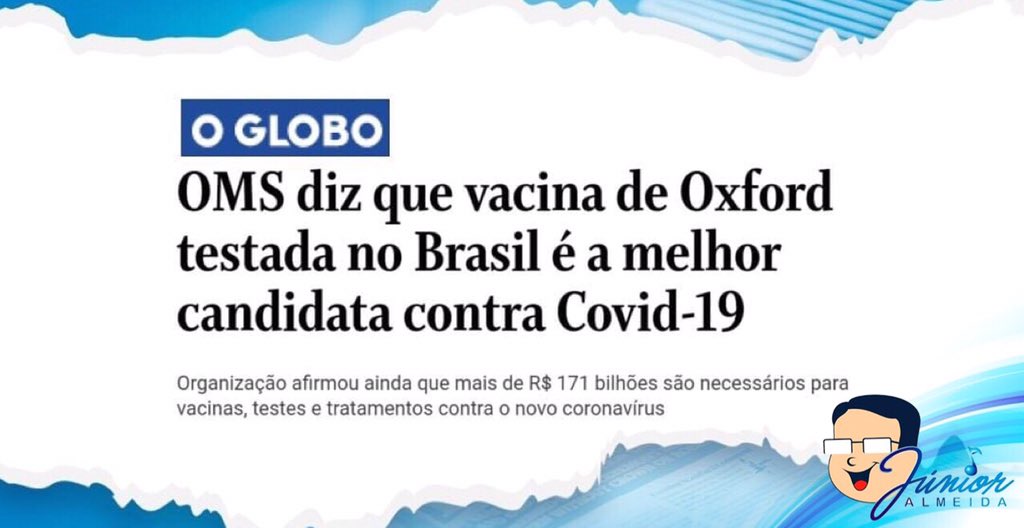 O GLOBO
OMS diz que vacina de Oxford
testada no Brasil é a melhor
candidata contra Covid-19
Organização afirmou ainda que mais de R$ 171 bilhões são necessários para
vacinas, testes e tratamentos contra o novo coronavírus
Júnior
ALMEIDA